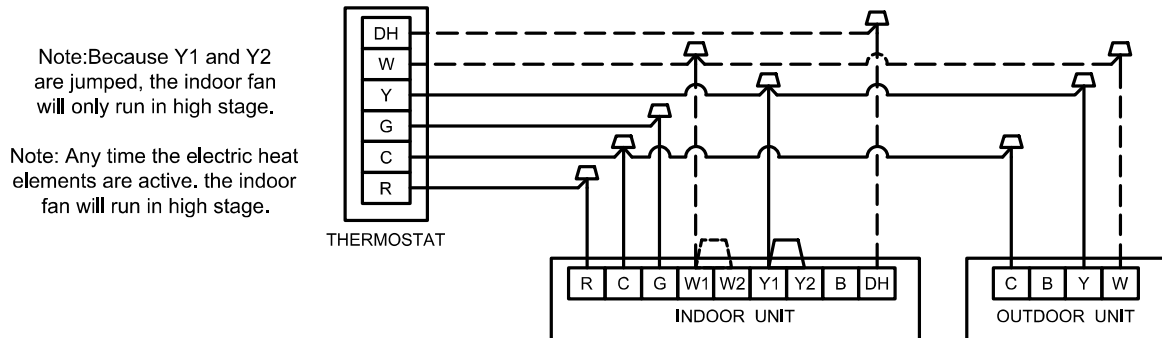 Note:Because Y1 and Y2
are jumped, the indoor fan
will only run in high stage.
Note: Any time the electric heat
elements are active. the indoor
fan will run in high stage.
DH
W
Y
G
C
R
THERMOSTAT
R C G W1 W2 Y1 Y2 B DH
INDOOR UNIT
C B Y W
OUTDOOR UNIT